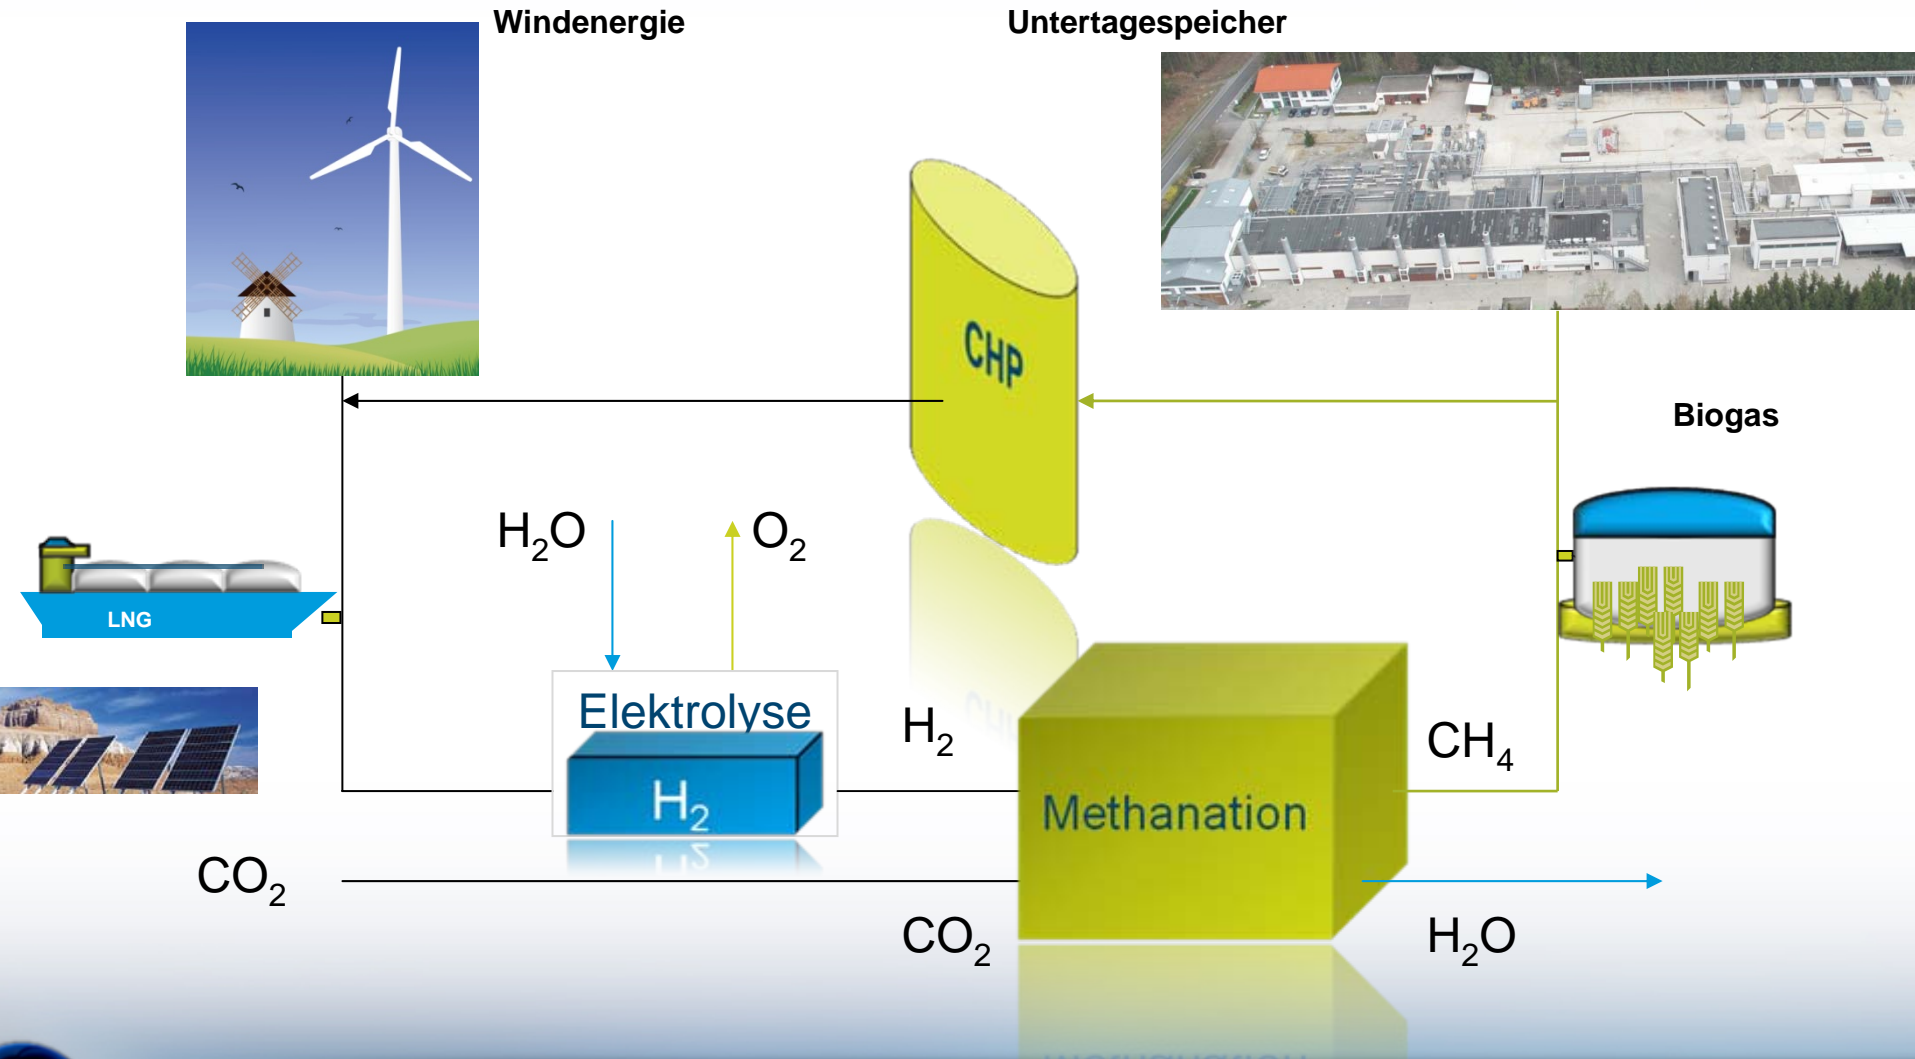 Windenergie
Untertagespeicher
CHP
Biogas
H₂O
O₂
LNG
Elektrolyse
H₂
H₂
CH₄
Methanation
CO₂
CO₂
H₂O